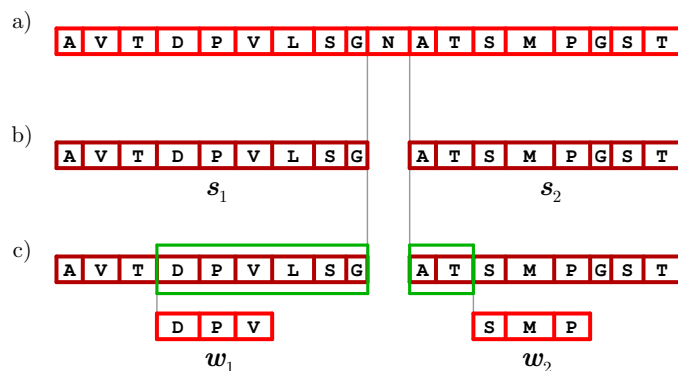 a) A V T D P V L S G N A T S M P G S T
b) A V T D P V L S G A T S M P G S T
s1 s2
c) A V T D P V L S G A T S M P G S T
D P V S M P
w1 w2